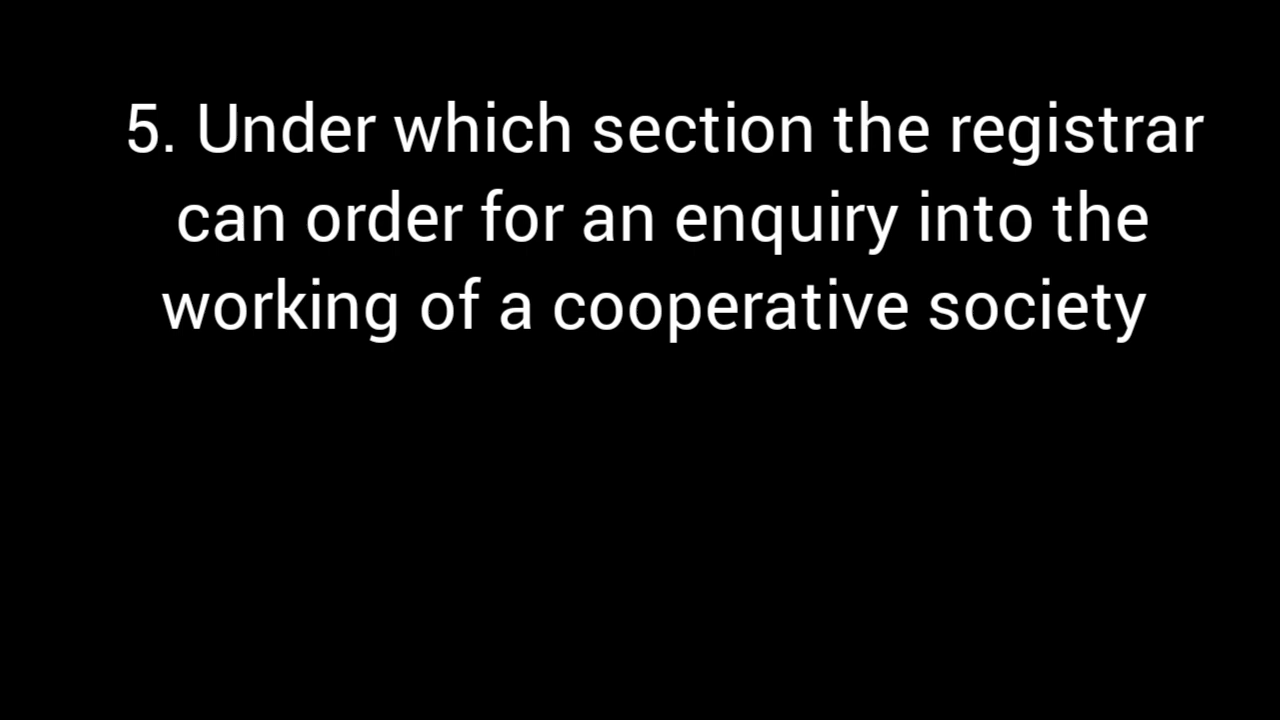 5. Under which section the registrar
can order for an enquiry into the
working of a cooperative society